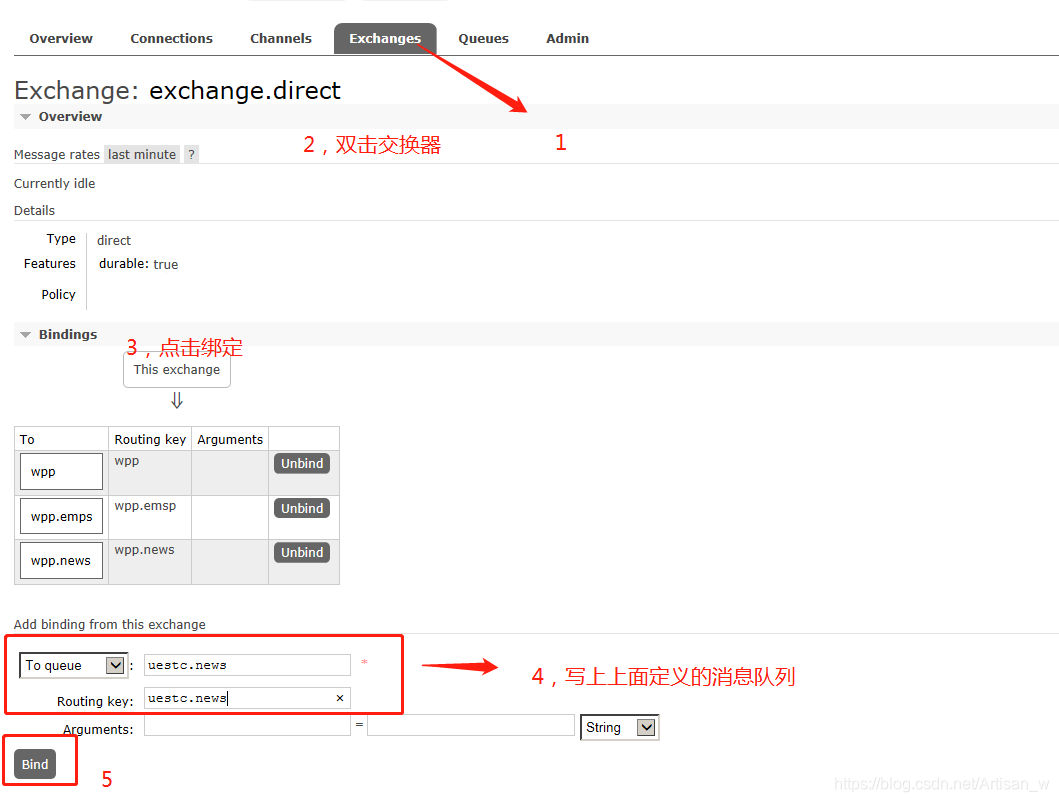 Overview Connections Channels Exchanges Queues Admin
Exchange: exchange.direct
Overview
2，双击交换器 1
Message rates last minute ?
Currently idle
Details
Type direct
Features durable: true
Policy
Bindings
3，点击绑定
This exchange
⇓
To Routing key Arguments
wpp wpp Unbind
wpp.emps wpp.emsp Unbind
wpp.news wpp.news Unbind
Add binding from this exchange
To queue : uestc.news *
4，写上上面定义的消息队列
Routing key: uestc.news ×
Arguments: = String
Bind
5
https://blog.csdn.net/Artisan_w